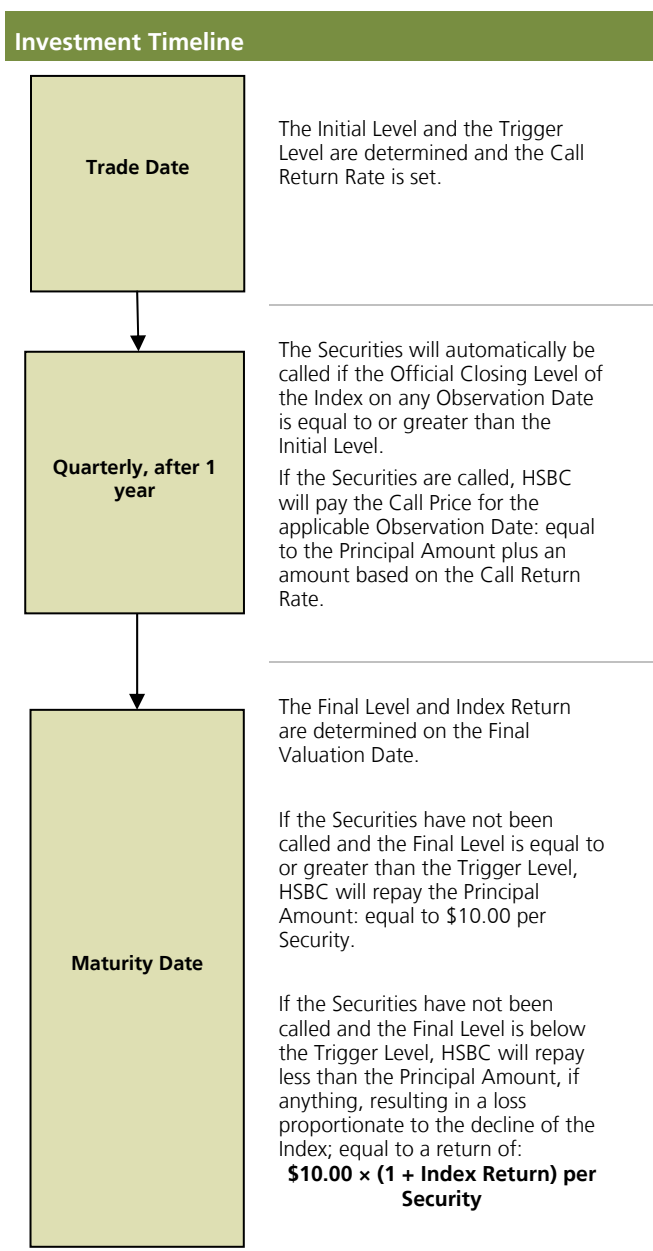 Investment Timeline
Trade Date
The Initial Level and the Trigger
Level are determined and the Call
Return Rate is set.
Quarterly, after 1
year
The Securities will automatically be
called if the Official Closing Level of
the Index on any Observation Date
is equal to or greater than the
Initial Level.
If the Securities are called, HSBC
will pay the Call Price for the
applicable Observation Date: equal
to the Principal Amount plus an
amount based on the Call Return
Rate.
Maturity Date
The Final Level and Index Return
are determined on the Final
Valuation Date.
If the Securities have not been
called and the Final Level is equal to
or greater than the Trigger Level,
HSBC will repay the Principal
Amount: equal to $10.00 per
Security.
If the Securities have not been
called and the Final Level is below
the Trigger Level, HSBC will repay
less than the Principal Amount, if
anything, resulting in a loss
proportionate to the decline of the
Index; equal to a return of:
$10.00 × (1 + Index Return) per
Security